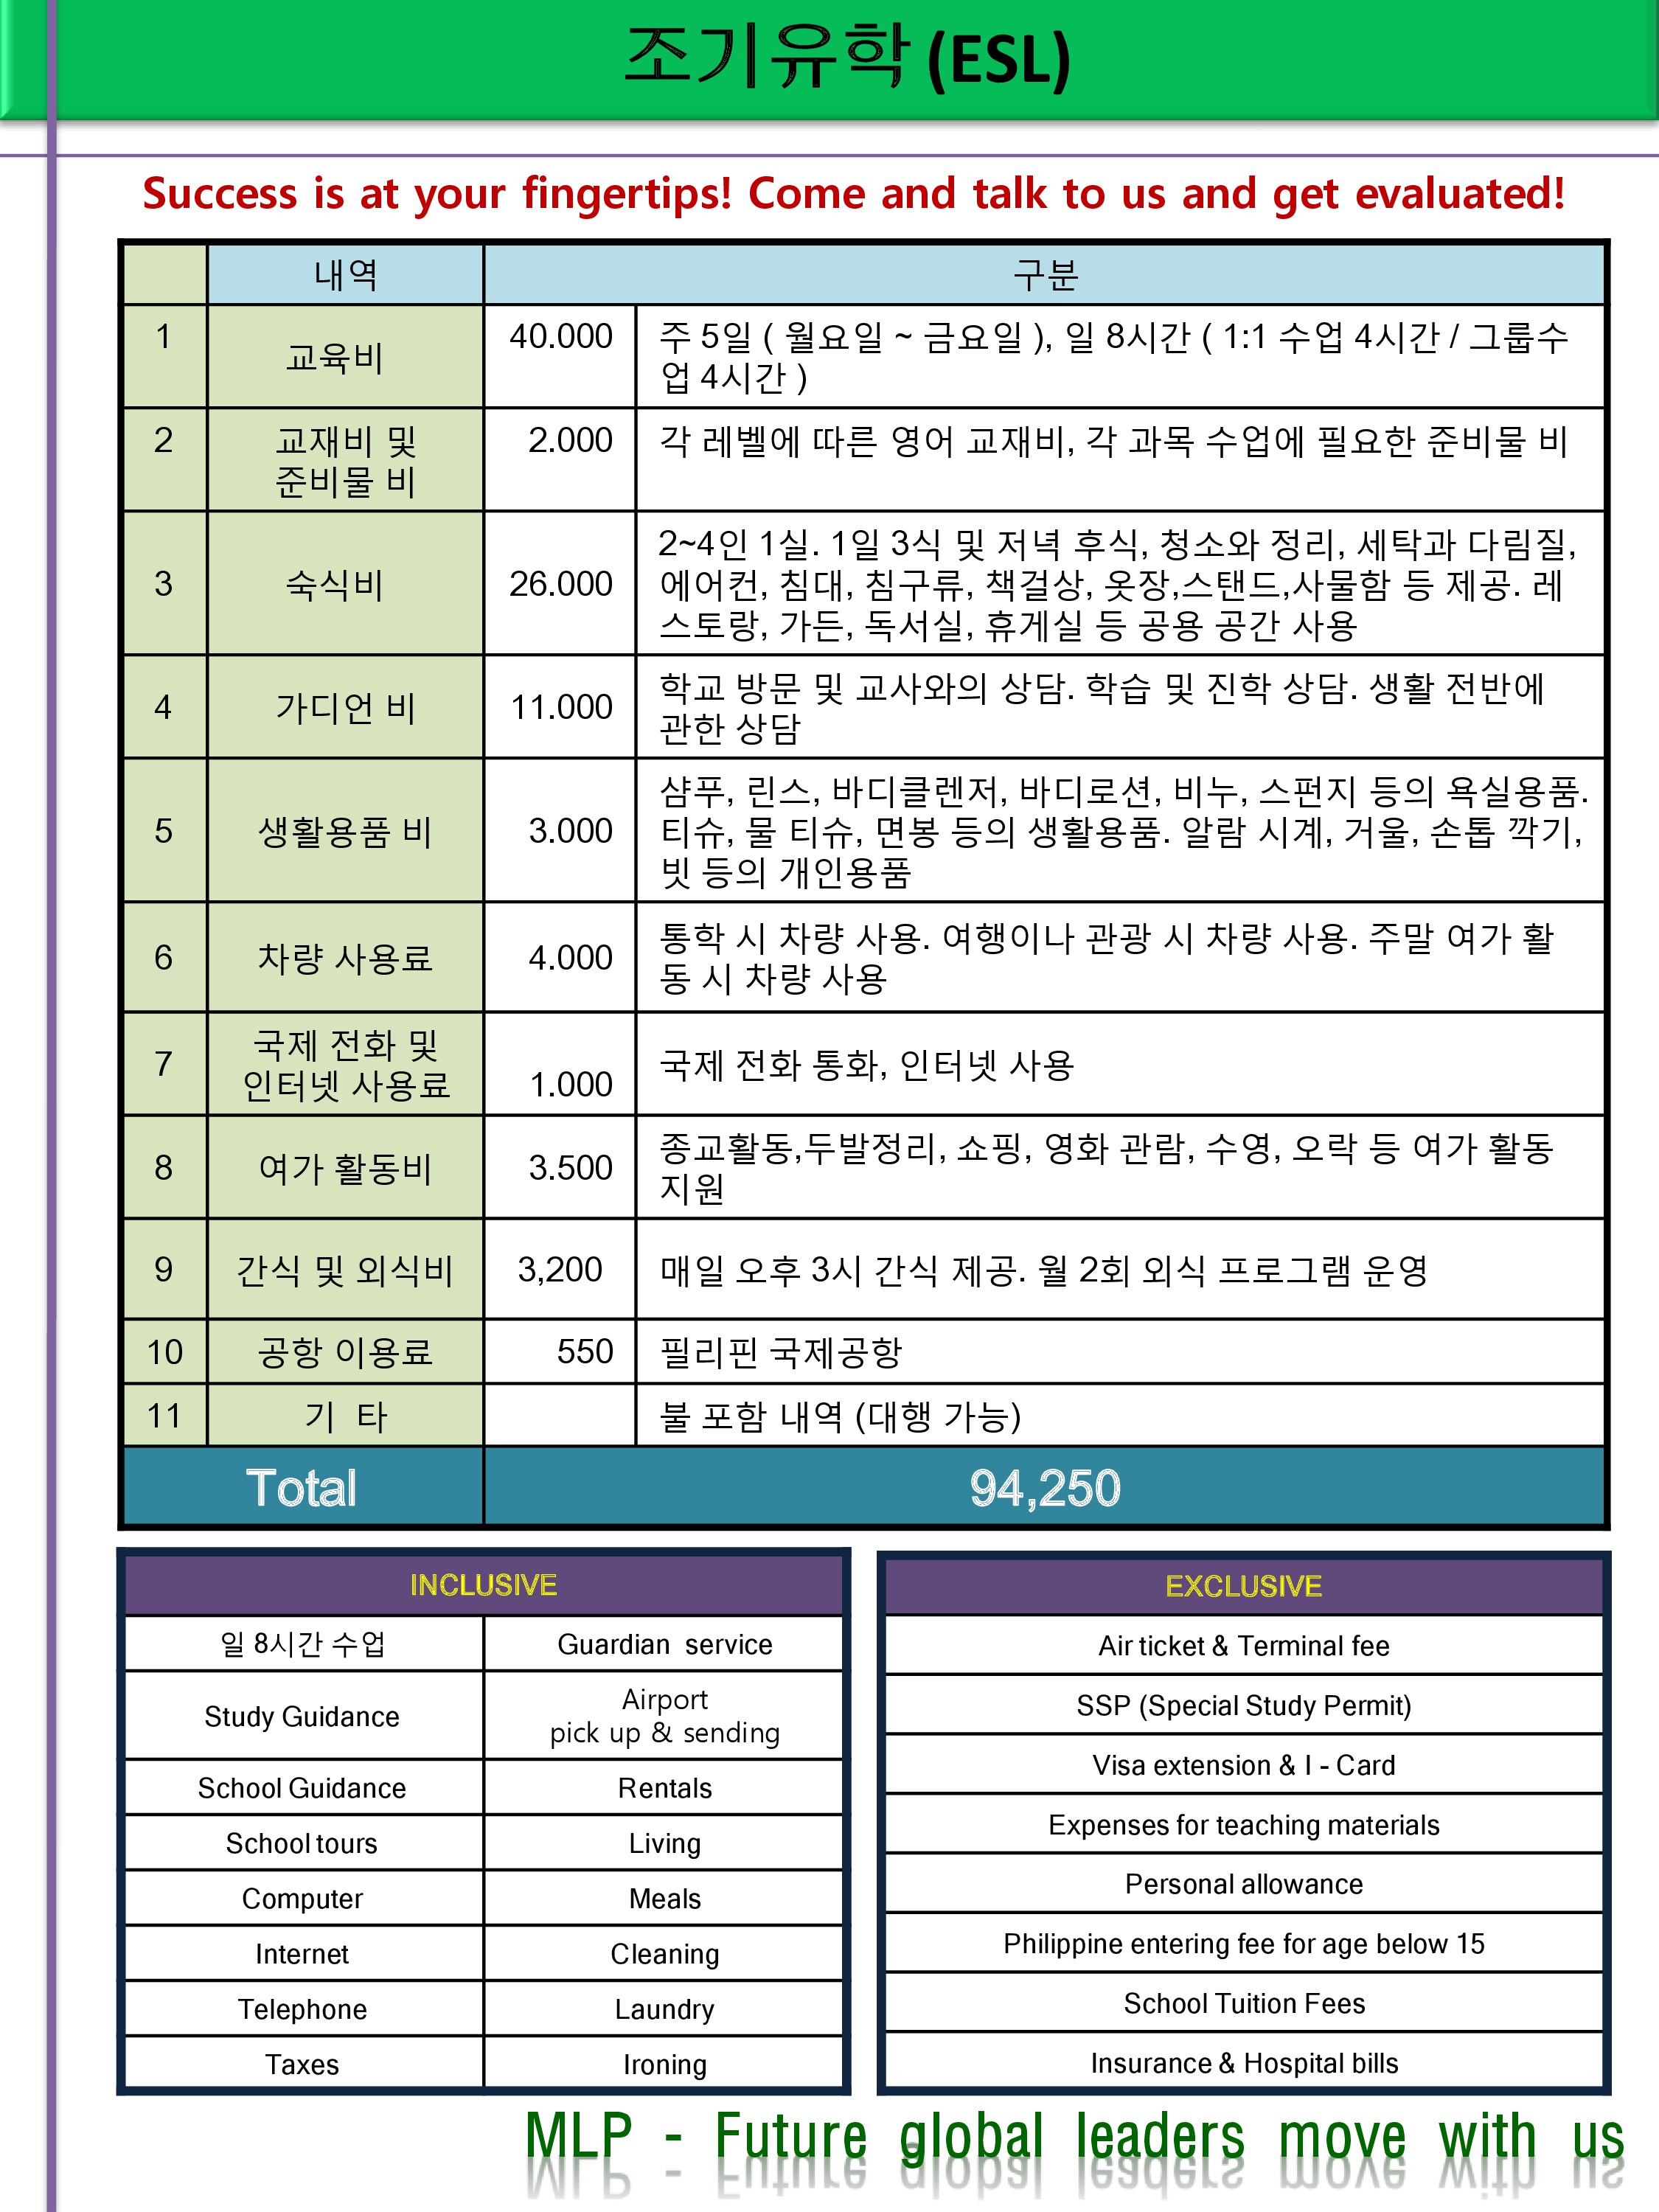 조기유학 (ESL)
Success is at your fingertips! Come and talk to us and get evaluated!
내역 구분
1 교육비 40.000 주 5일 ( 월요일 ~ 금요일 ), 일 8시간 ( 1:1 수업 4시간 / 그룹수
업 4시간 )
2 교재비 및 2.000 각 레벨에 따른 영어 교재비, 각 과목 수업에 필요한 준비물 비
준비물 비
2~4인 1실. 1일 3식 및 저녁 후식, 청소와 정리, 세탁과 다림질,
3 숙식비 26.000 에어컨, 침대, 침구류, 책걸상, 옷장,스탠드,사물함 등 제공. 레
스토랑, 가든, 독서실, 휴게실 등 공용 공간 사용
4 가디언 비 11.000 학교 방문 및 교사와의 상담. 학습 및 진학 상담. 생활 전반에
관한 상담
샴푸, 린스, 바디클렌저, 바디로션, 비누, 스펀지 등의 욕실용품.
5 생활용품 비 3.000 티슈, 물 티슈, 면봉 등의 생활용품. 알람 시계, 거울, 손톱 깍기,
빗 등의 개인용품
6 차량 사용료 4.000 통학 시 차량 사용. 여행이나 관광 시 차량 사용. 주말 여가 활
동 시 차량 사용
7 국제 전화 및
인터넷 사용료 1.000 국제 전화 통화, 인터넷 사용
8 여가 활동비 3.500 종교활동,두발정리, 쇼핑, 영화 관람, 수영, 오락 등 여가 활동
지원
9 간식 및 외식비 3,200 매일 오후 3시 간식 제공. 월 2회 외식 프로그램 운영
10 공항 이용료 550 필리핀 국제공항
11 기 타 불 포함 내역 (대행 가능)
Total 94,250
INCLUSIVE
일 8시간 수업 Guardian service
Study Guidance Airport
pick up & sending
School Guidance Rentals
School tours Living
Computer Meals
Internet Cleaning
Telephone Laundry
Taxes Ironing
EXCLUSIVE
Air ticket & Terminal fee
SSP (Special Study Permit)
Visa extension & I - Card
Expenses for teaching materials
Personal allowance
Philippine entering fee for age below 15
School Tuition Fees
Insurance & Hospital bills
MLP - Future global leaders move with us